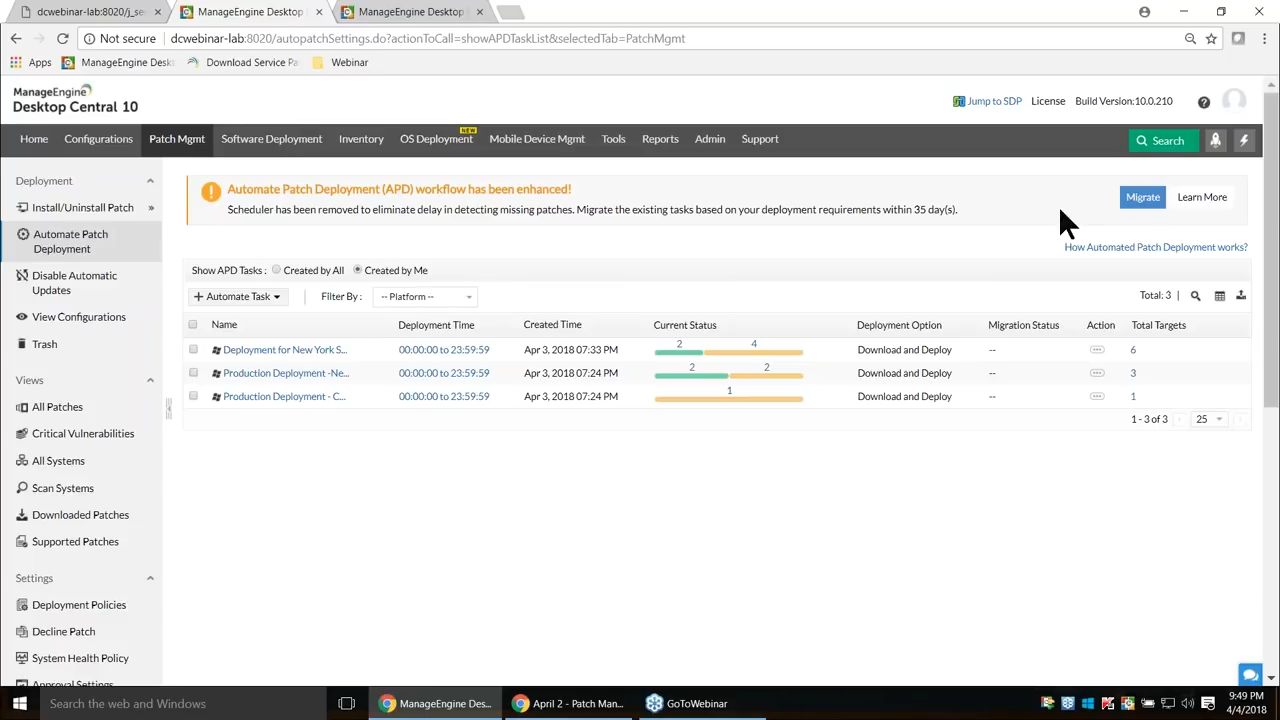 dcwebinar-lab:8020/j_se
ManageEngine Desktop
ManageEngine Desktop
Not secure
dcwebinar-lab:8020/autopatchSettings.do?actionToCall=showAPDTaskList&selectedTab=PatchMgmt
Apps
ManageEngine Desk
Download Service Pa
Webinar
ManageEngine
Desktop Central 10
Jump to SDP
License
Build Version:10.0.210
Home
Configurations
Patch Mgmt
Software Deployment
Inventory
OS Deployment
NEW
Mobile Device Mgmt
Tools
Reports
Admin
Support
Search
Deployment
Install/Uninstall Patch »
Automate Patch
Deployment
Disable Automatic
Updates
View Configurations
Trash
Views
All Patches
Critical Vulnerabilities
All Systems
Scan Systems
Downloaded Patches
Supported Patches
Settings
Deployment Policies
Decline Patch
System Health Policy
Approval Settings
Automate Patch Deployment (APD) workflow has been enhanced!
Scheduler has been removed to eliminate delay in detecting missing patches. Migrate the existing tasks based on your deployment requirements within 35 day(s).
Migrate
Learn More
How Automated Patch Deployment works?
Show APD Tasks : Created by All Created by Me
+ Automate Task
Filter By : -- Platform --
Total: 3
Name Deployment Time Created Time Current Status Deployment Option Migration Status Action Total Targets
Deployment for New York S... 00:00:00 to 23:59:59 Apr 3, 2018 07:33 PM 2 4 Download and Deploy -- 6
Production Deployment -Ne... 00:00:00 to 23:59:59 Apr 3, 2018 07:24 PM 2 2 Download and Deploy -- 3
Production Deployment - C... 00:00:00 to 23:59:59 Apr 3, 2018 07:24 PM 1 Download and Deploy -- 1
1 - 3 of 3 25
Search the web and Windows
ManageEngine Des...
April 2 - Patch Man...
GoToWebinar
9:49 PM
4/4/2018